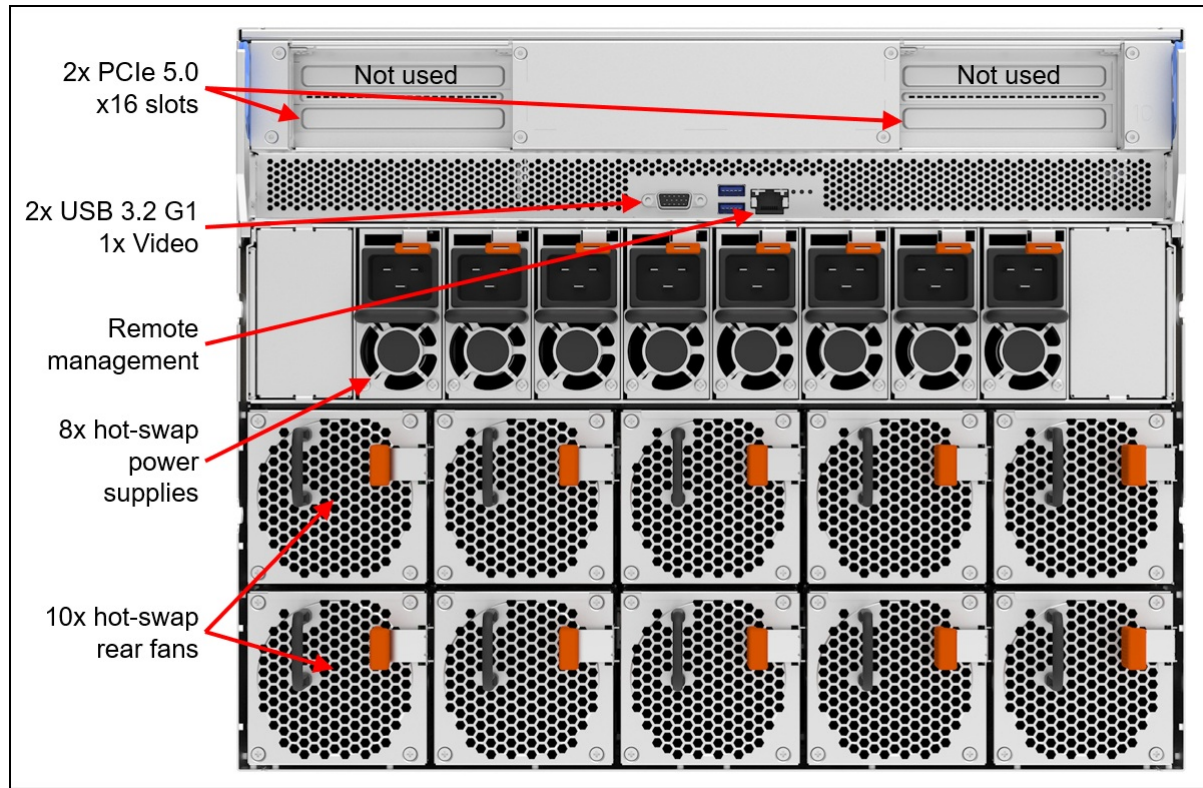 2x PCIe 5.0
x16 slots
Not used
Not used
2x USB 3.2 G1
1x Video
Remote
management
8x hot-swap
power
supplies
10x hot-swap
rear fans